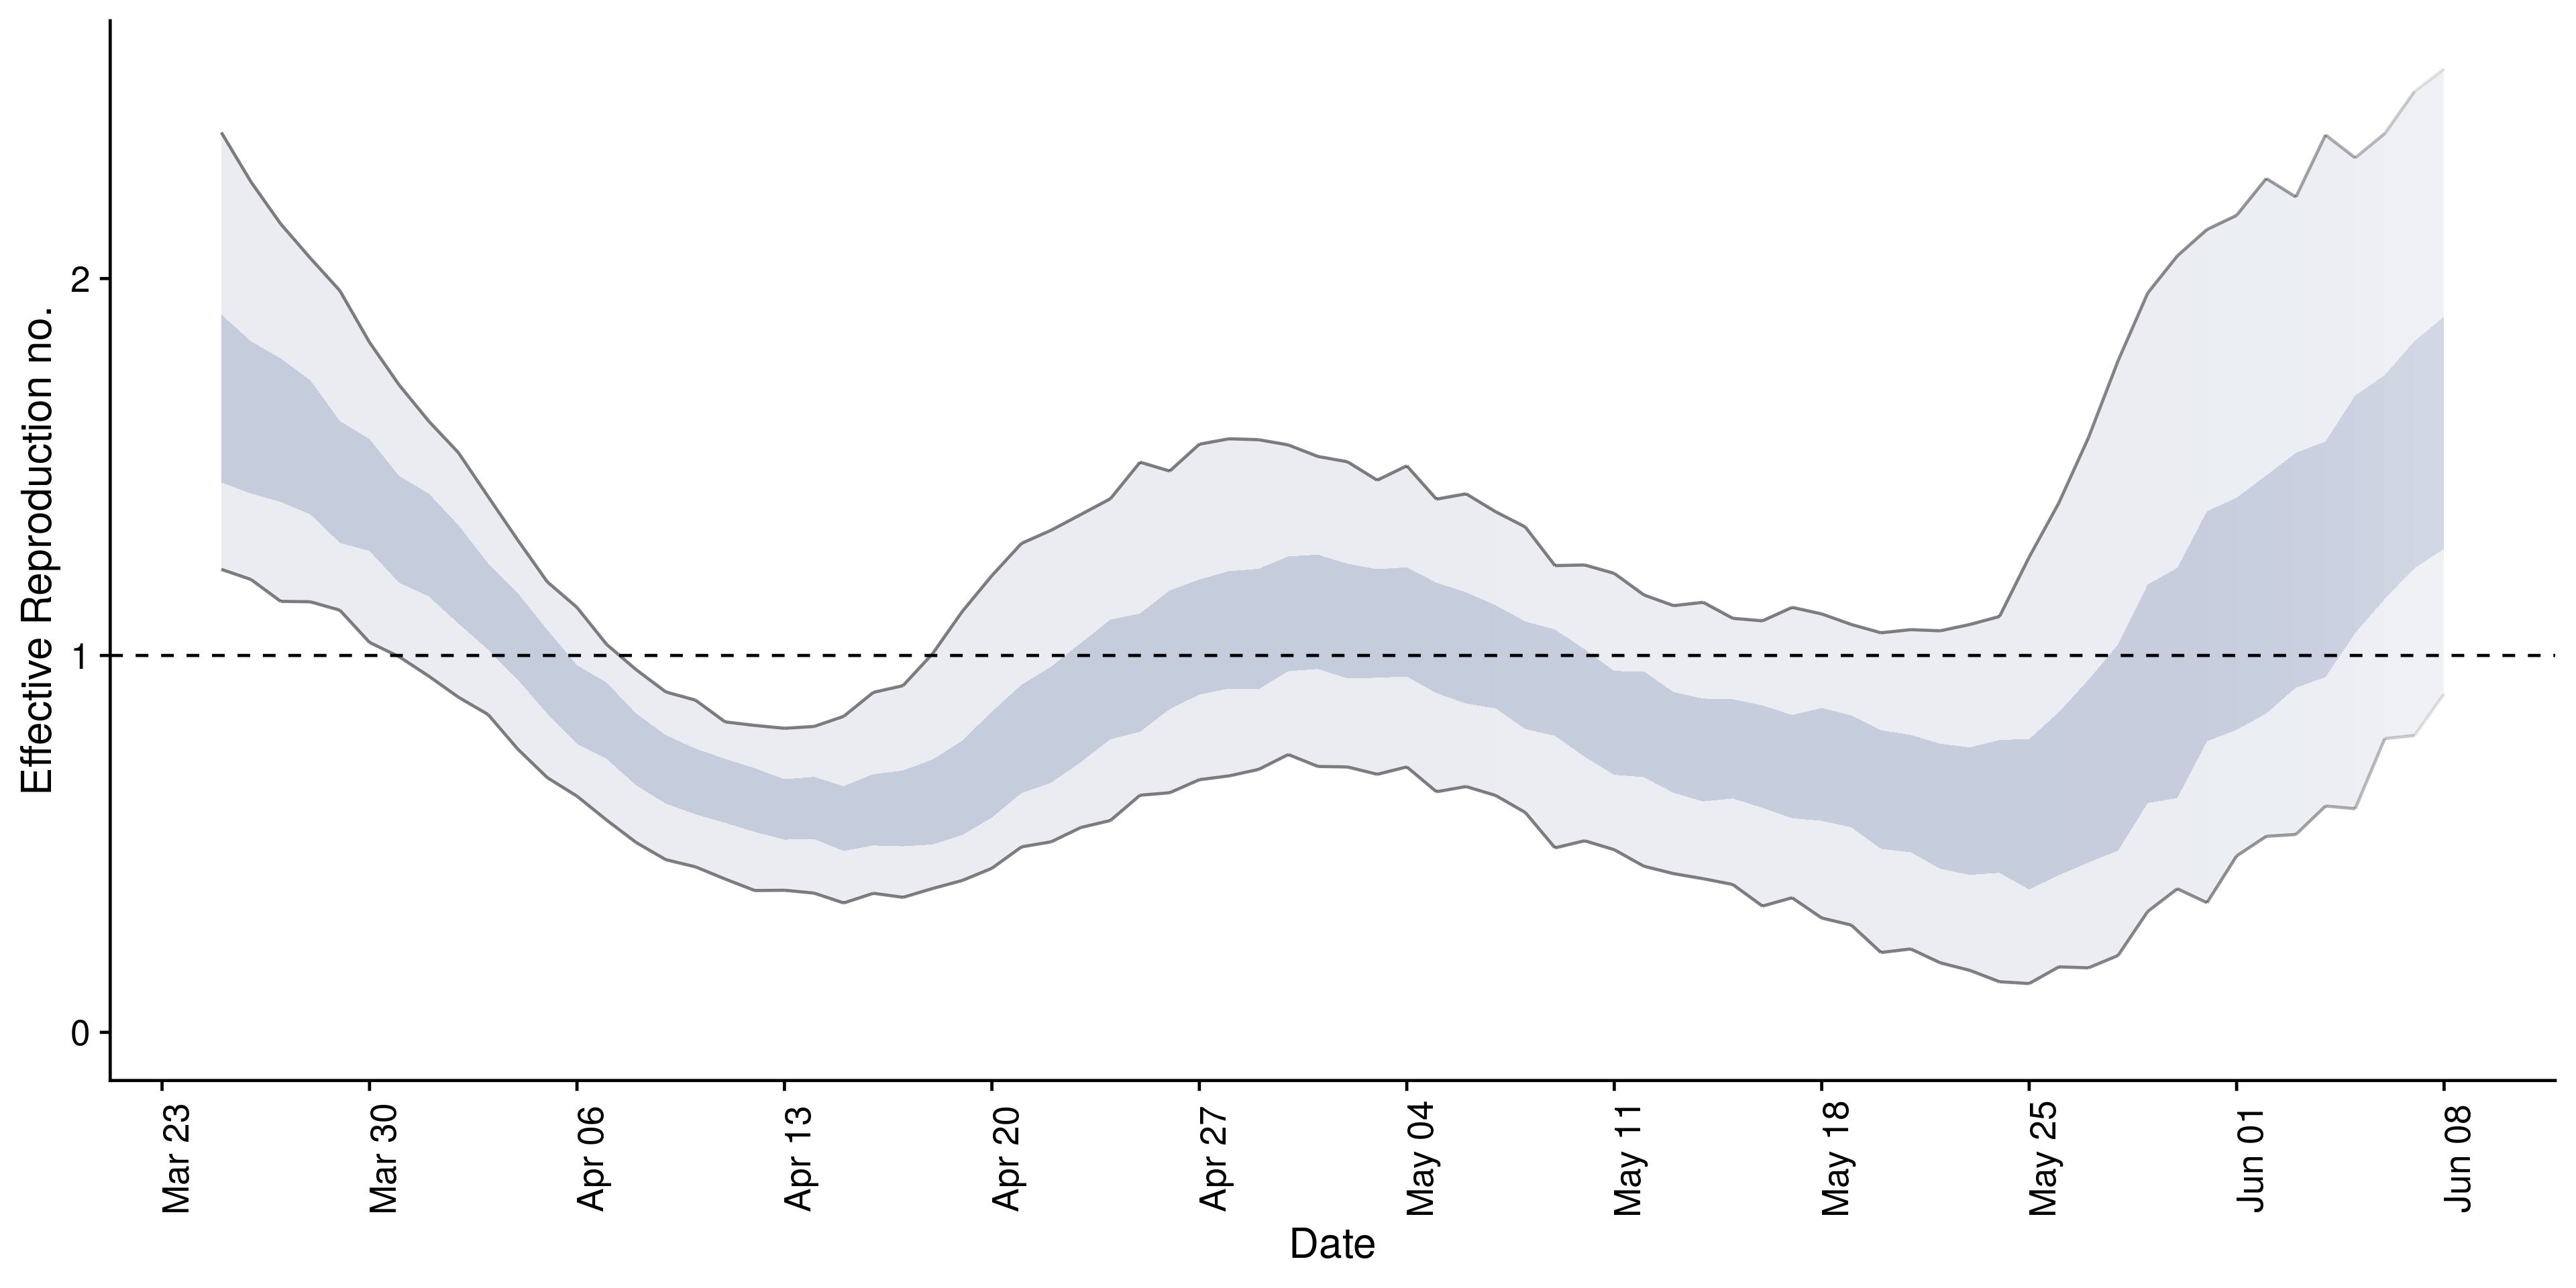 Effective Reproduction no.
2
1
0
Mar 23
Mar 30
Apr 06
Apr 13
Apr 20
Apr 27
May 04
May 11
May 18
May 25
Jun 01
Jun 08
Date